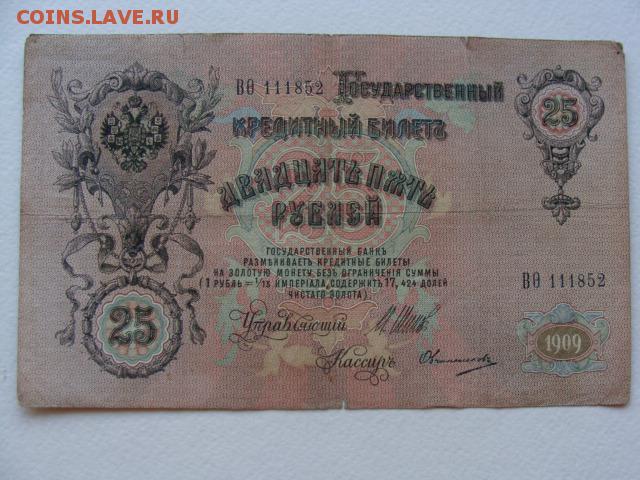 COINS.LAVE.RU
ВѲ 111852 ГОСУДАРСТВЕННЫЙ
25
КРЕДИТНЫЙ БИЛЕТЪ
ДВАДЦАТЬ ПЯТЬ
РУБЛЕЙ
ГОСУДАРСТВЕННЫЙ БАНКЪ
РАЗМѢНИВАЕТЪ КРЕДИТНЫЕ БИЛЕТЫ
НА ЗОЛОТУЮ МОНЕТУ БЕЗЪ ОГРАНИЧЕНІЯ СУММЫ
(1 РУБЛЬ = 1/15 ИМПЕРІАЛА, СОДЕРЖИТЪ 17,424 ДОЛЕЙ
ЧИСТАГО ЗОЛОТА).
ВѲ 111852
25
Управляющій
Кассиръ
1909